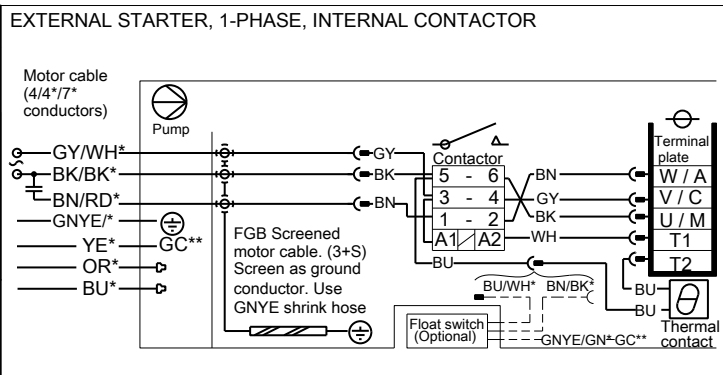 EXTERNAL STARTER, 1-PHASE, INTERNAL CONTACTOR
Motor cable
(4/4*/7*
conductors)
Pump
GY/WH*
BK/BK*
BN/RD*
GNYE/*
YE*
GC**
OR*
BU*
FGB Screened
motor cable. (3+S)
Screen as ground
conductor. Use
GNYE shrink hose
GY
BK
BN
Contactor
5 - 6
3 - 4
1 - 2
A1 A2
BN
GY
BK
WH
BU
BU/WH*
BN/BK*
Float switch
(Optional)
GNYE/GN*
GC**
Terminal
plate
W / A
V / C
U / M
T1
T2
BU
BU
Thermal
contact